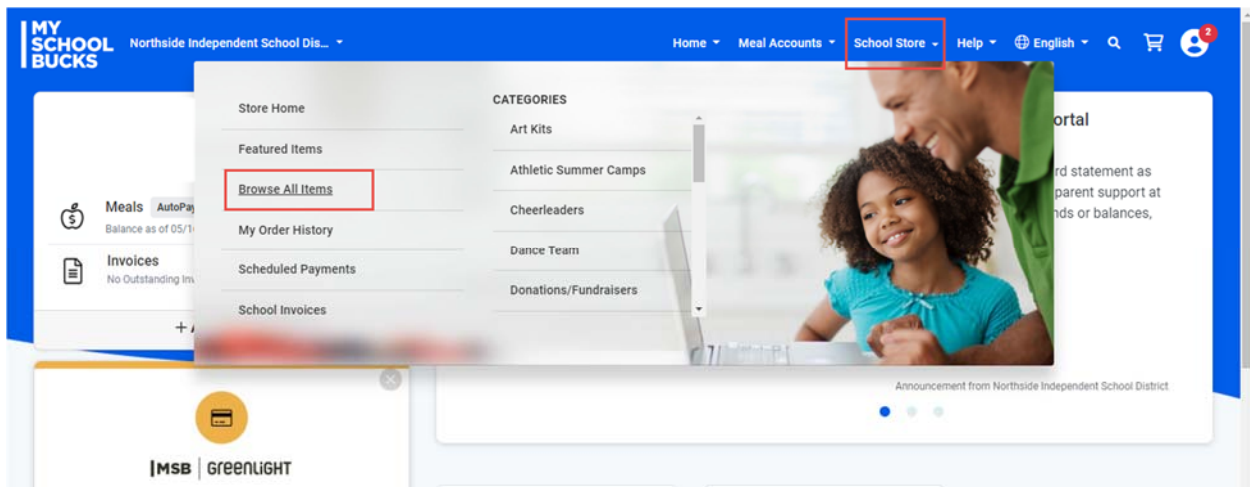 MY
SCHOOL
BUCKS
Northside Independent School Dis...
Home
Meal Accounts
School Store
Help
English
2
Store Home
Featured Items
Browse All Items
My Order History
Scheduled Payments
School Invoices
CATEGORIES
Art Kits
Athletic Summer Camps
Cheerleaders
Dance Team
Donations/Fundraisers
Meals AutoPay
Balance as of 05/1
Invoices
No Outstanding Inv
+
ortal
rd statement as
parent support at
nds or balances,
Announcement from Northside Independent School District
MSB | GREENLIGHT